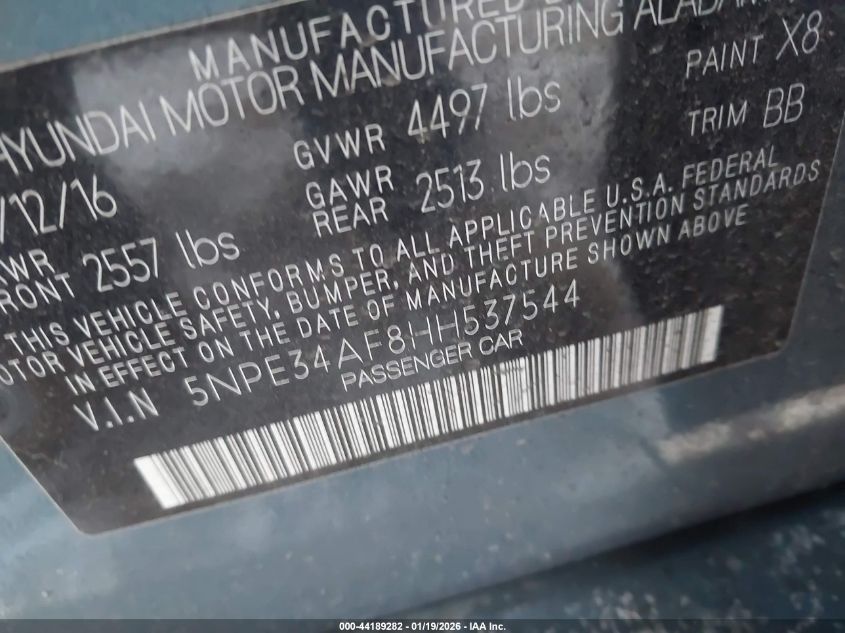 MANUFACTURED
HYUNDAI MOTOR MANUFACTURING ALABAMA
/12/16 GVWR 4497 lbs PAINT X8
GAWR REAR 2513 lbs TRIM BB
FRONT 2557 lbs
THIS VEHICLE CONFORMS TO ALL APPLICABLE U.S.A. FEDERAL
MOTOR VEHICLE SAFETY, BUMPER, AND THEFT PREVENTION STANDARDS
IN EFFECT ON THE DATE OF MANUFACTURE SHOWN ABOVE
V.I.N 5NPE34AF8HH537544
PASSENGER CAR
000-44189282 - 01/19/2026 - IAA Inc.